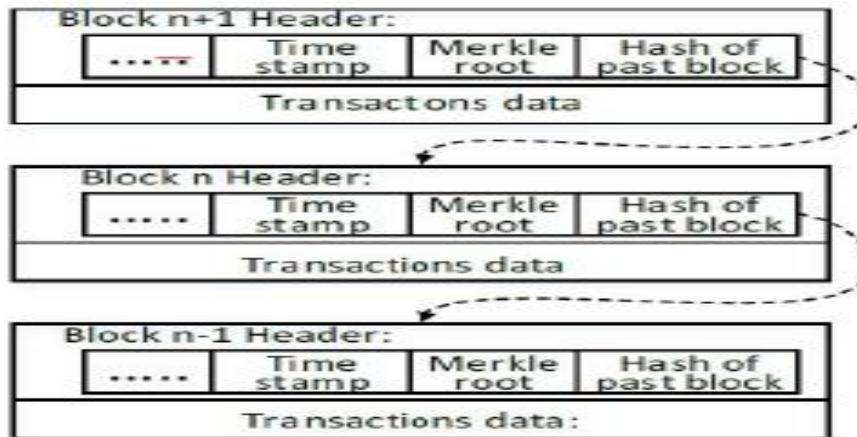 Block n+1 Header:
..... Time stamp Merkle root Hash of past block
Transactons data
Block n Header:
..... Time stamp Merkle root Hash of past block
Transactions data
Block n-1 Header:
..... Time stamp Merkle root Hash of past block
Transactions data: